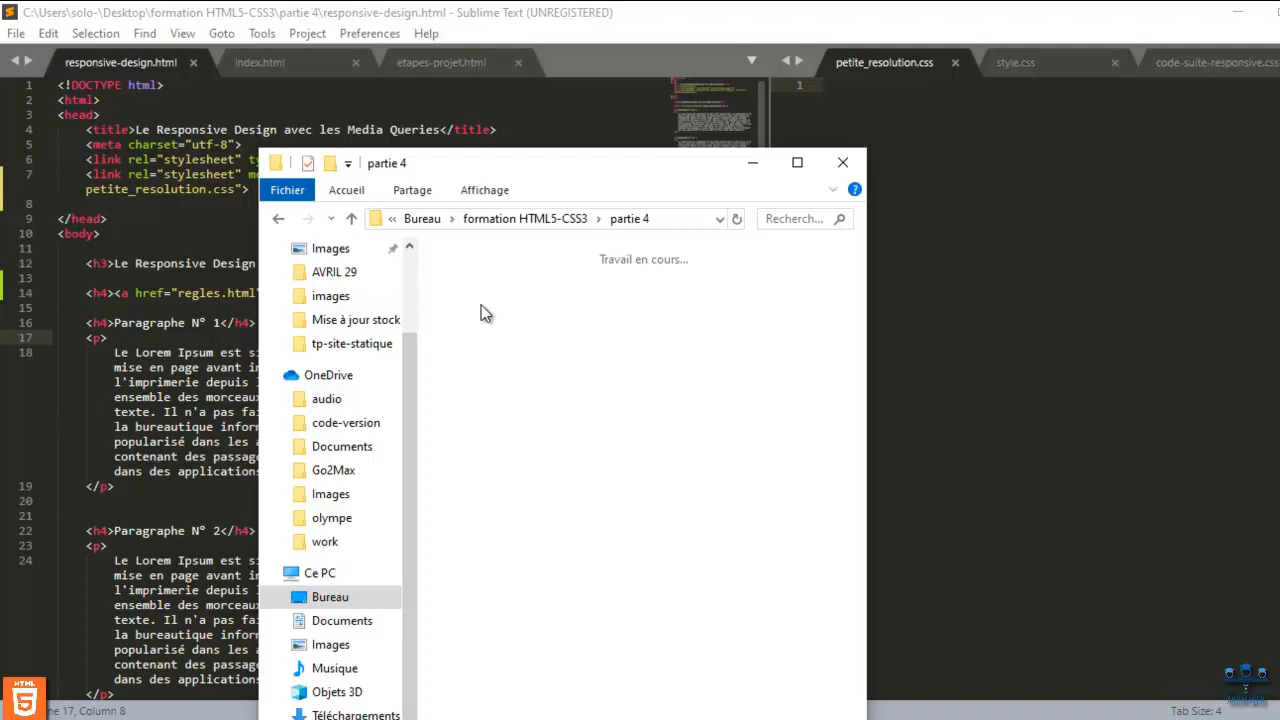 C:\Users\solo-\Desktop\formation HTML5-CSS3\partie 4\responsive-design.html - Sublime Text (UNREGISTERED)
File Edit Selection Find View Goto Tools Project Preferences Help
responsive-design.html index.html etapes-projet.html petite_resolution.css style.css code-suite-responsive.css
1 <!DOCTYPE html>
2 <html>
3 <head>
4 <title>Le Responsive Design avec les Media Queries</title>
5 <meta charset="utf-8">
6 <link rel="stylesheet" ty
7 <link rel="stylesheet" me
petite_resolution.css">
8
9 </head>
10 <body>
11
12 <h3>Le Responsive Design
13
14 <h4><a href="regles.html"
15
16 <h4>Paragraphe N° 1</h4>
17 <p>
18 Le Lorem Ipsum est si
mise en page avant im
l'imprimerie depuis l
ensemble des morceaux
texte. Il n'a pas fai
la bureautique inform
popularisé dans les a
contenant des passage
dans des applications
19 </p>
20
21
22 <h4>Paragraphe N° 2</h4>
23 <p>
24 Le Lorem Ipsum est si
mise en page avant im
l'imprimerie depuis l
ensemble des morceaux
texte. Il n'a pas fai
la bureautique inform
popularisé dans les a
contenant des passage
dans des applications
</p>
1
partie 4
Fichier Accueil Partage Affichage
« Bureau > formation HTML5-CSS3 > partie 4
Recherch...
Images
AVRIL 29
images
Mise à jour stock
tp-site-statique
OneDrive
audio
code-version
Documents
Go2Max
Images
olympe
work
Ce PC
Bureau
Documents
Images
Musique
Objets 3D
Téléchargements
Travail en cours...
HTML
5
ne 17, Column 8
Tab Size: 4